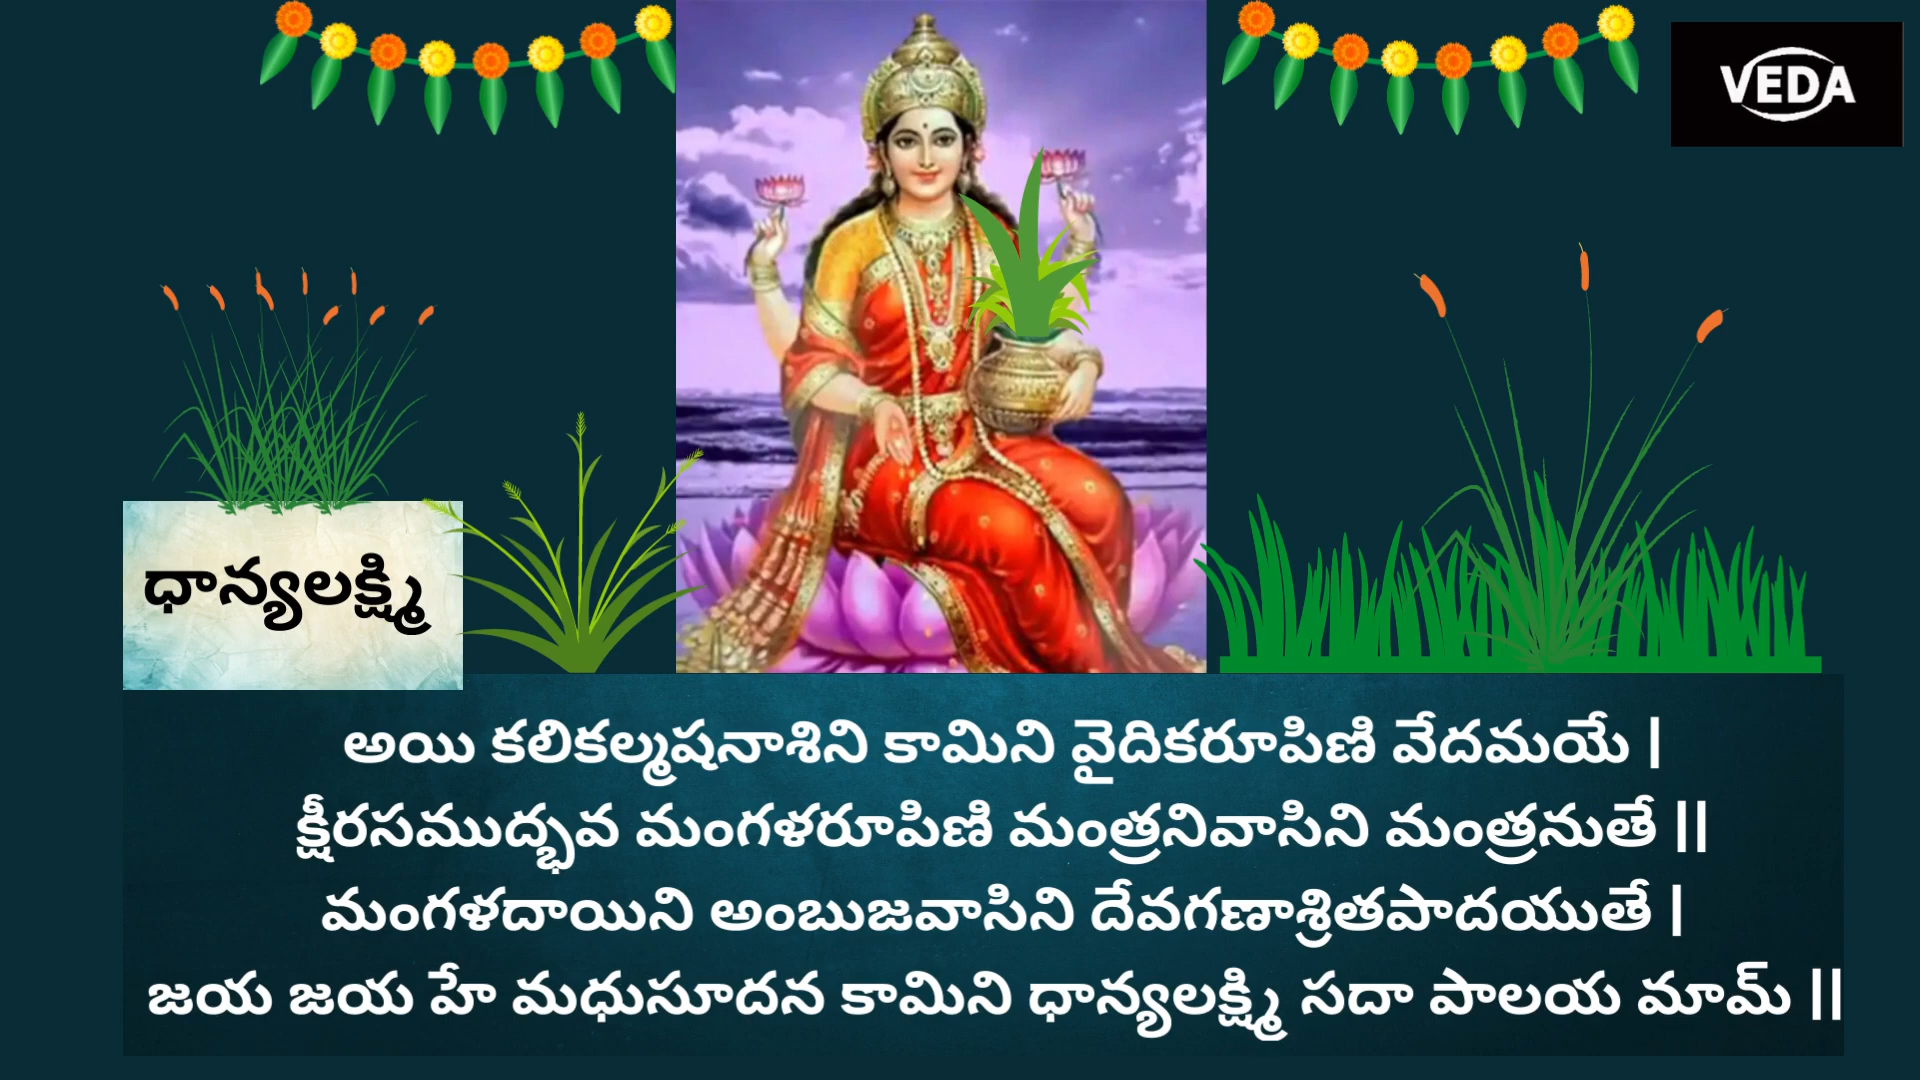 VEDA
ధాన్యలక్ష్మి
అయి కలికల్మషనాశిని కామిని వైదికరూపిణి వేదమయే |
క్షీరసముద్భవ మంగళరూపిణి మంత్రనివాసిని మంత్రనుతే ||
మంగళదాయిని అంబుజవాసిని దేవగణాశ్రితపాదయుతే |
జయ జయ హే మధుసూదన కామిని ధాన్యలక్ష్మి సదా పాలయ మామ్ ||